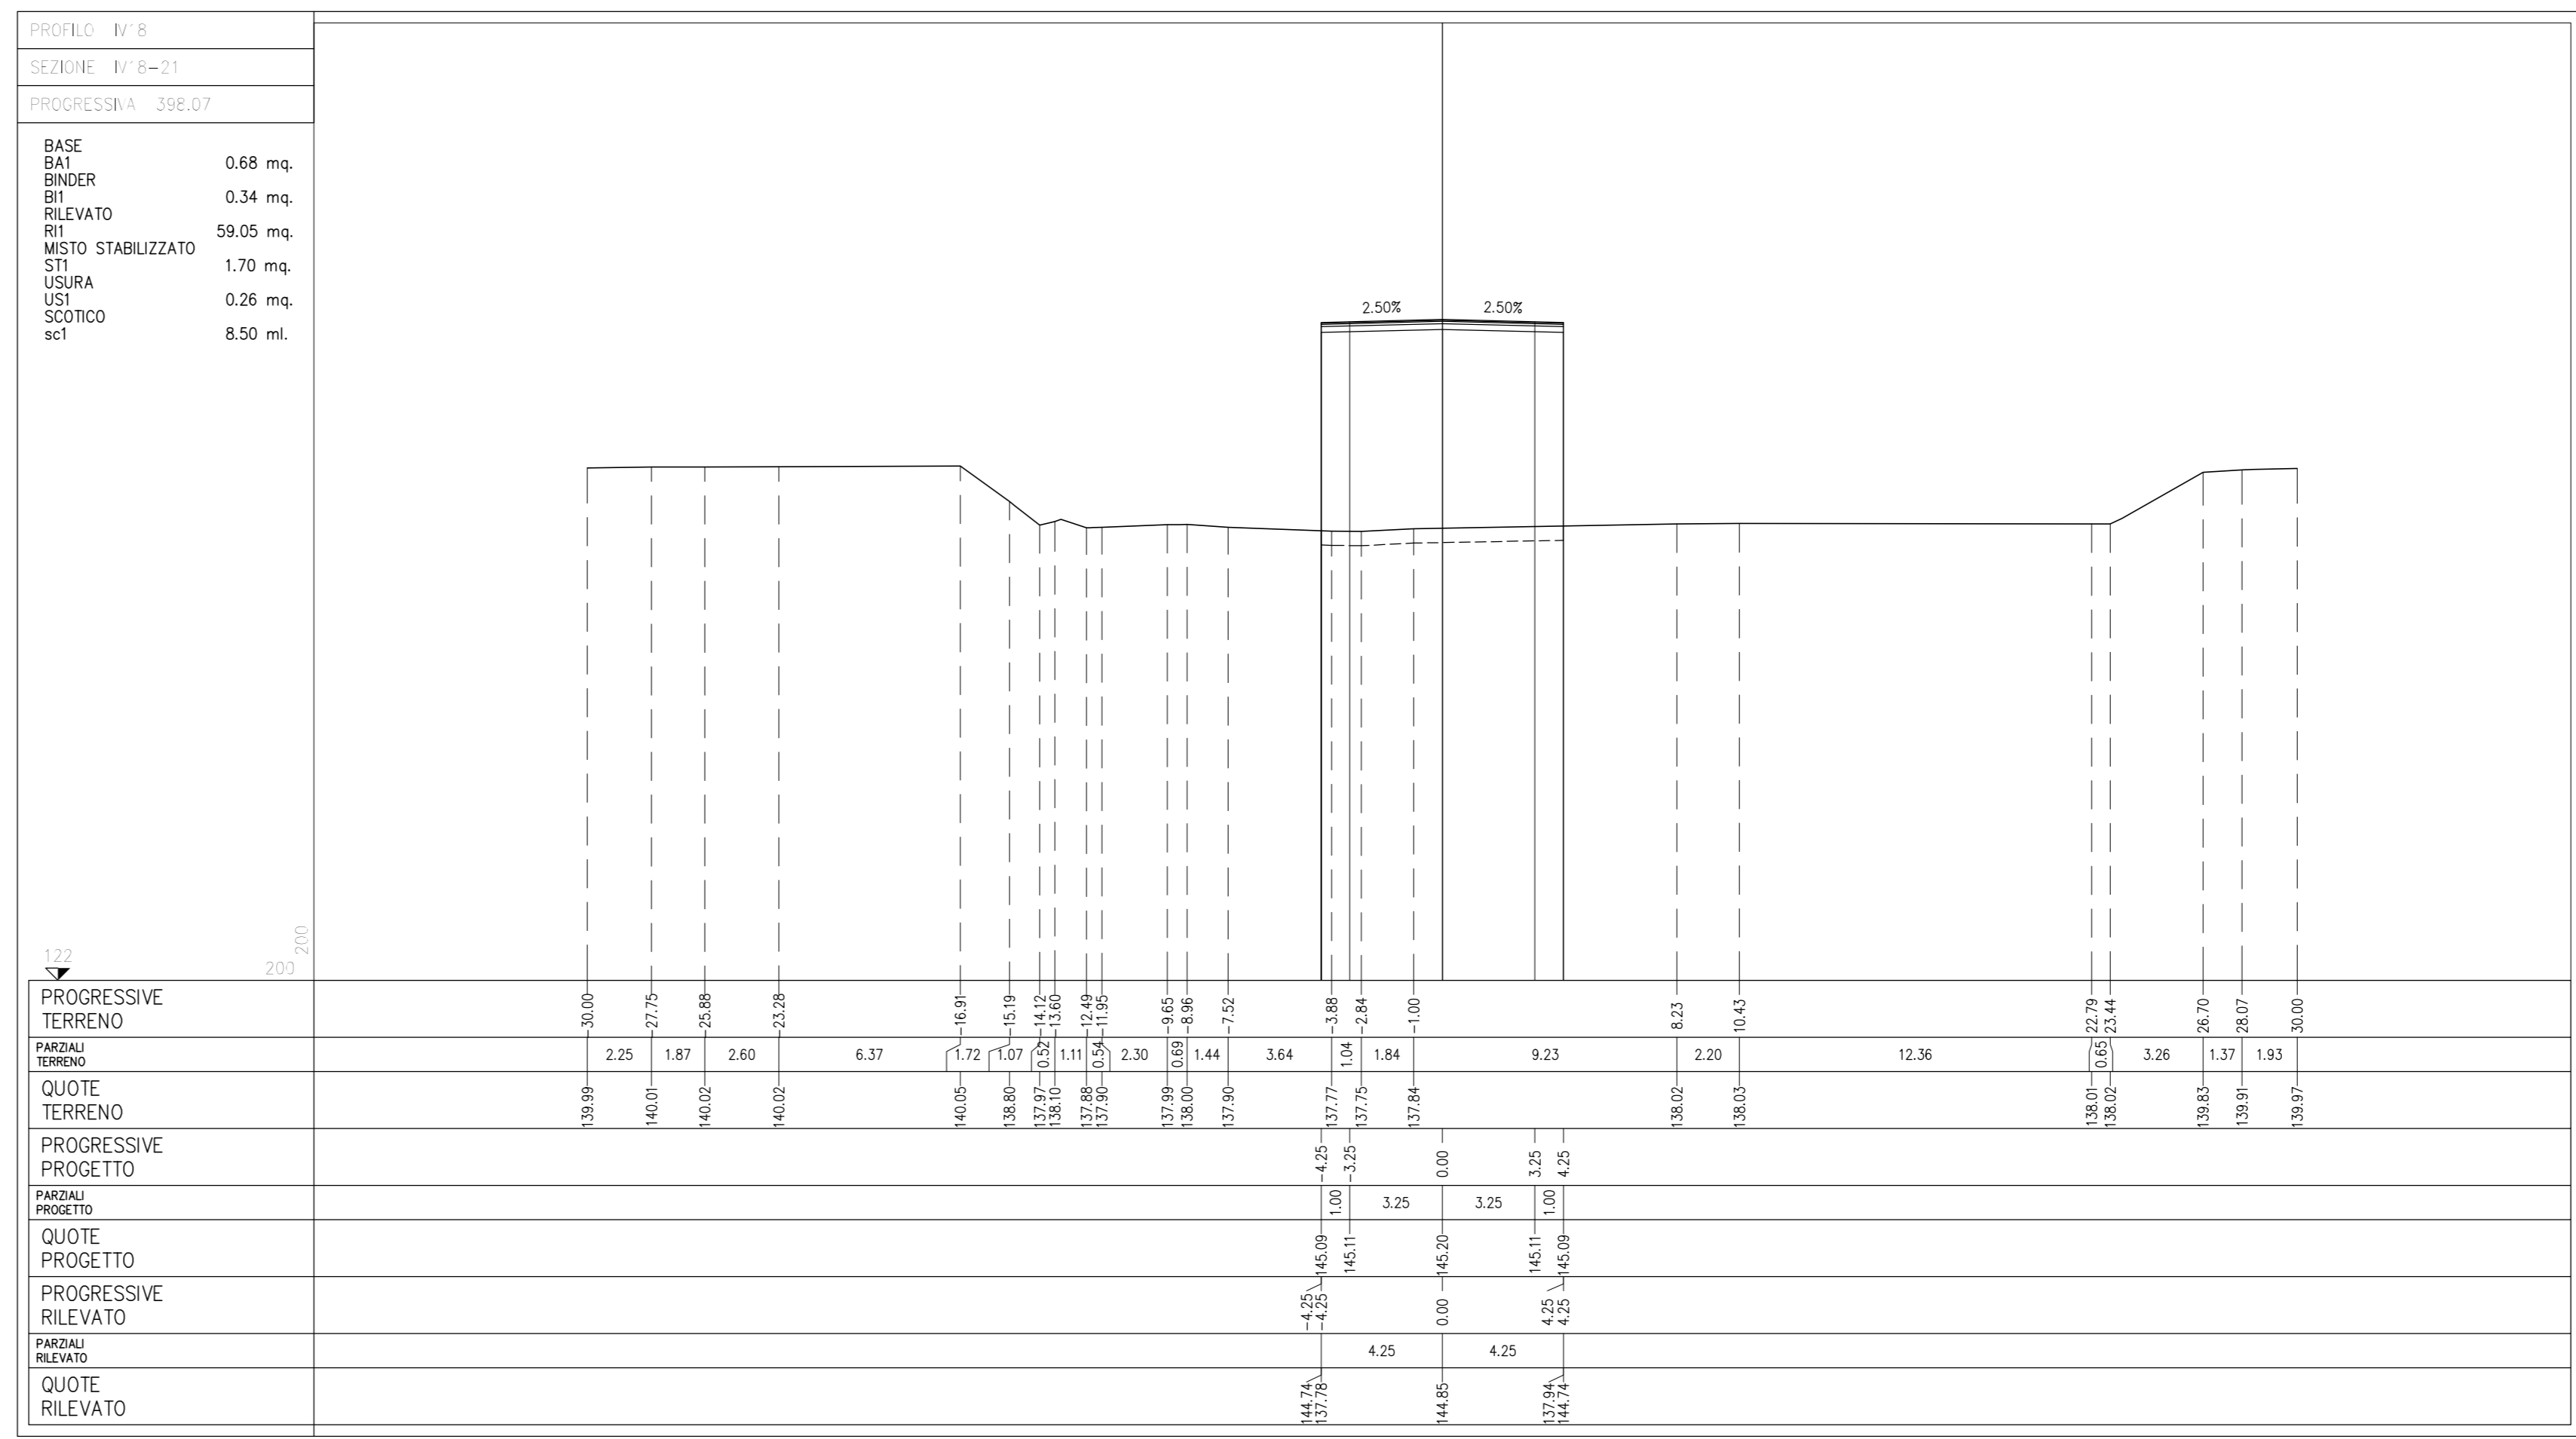 PROFILO IV´8
SEZIONE IV´8-21
PROGRESSIVA 398.07
BASE
BA1 0.68 mq.
BINDER
BI1 0.34 mq.
RILEVATO
RI1 59.05 mq.
MISTO STABILIZZATO
ST1 1.70 mq.
USURA
US1 0.26 mq.
SCOTICO
sc1 8.50 ml.
2.50% 2.50%
122 200 200
PROGRESSIVE TERRENO
-30.00 -27.75 -25.88 -23.28 -16.91 -15.19 -14.12 -13.60 -12.49 -11.95 -9.65 -8.96 -7.52 -3.88 -2.84 -1.00 8.23 10.43 22.79 23.44 26.70 28.07 30.00
PARZIALI TERRENO
2.25 1.87 2.60 6.37 1.72 1.07 0.52 1.11 0.54 2.30 0.69 1.44 3.64 1.04 1.84 9.23 2.20 12.36 0.65 3.26 1.37 1.93
QUOTE TERRENO
139.99 140.01 140.02 140.02 140.05 138.80 137.97 138.10 137.88 137.90 137.99 138.00 137.90 137.77 137.75 137.84 138.02 138.03 138.01 138.02 139.83 139.91 139.97
PROGRESSIVE PROGETTO
-4.25 -3.25 0.00 3.25 4.25
PARZIALI PROGETTO
1.00 3.25 3.25 1.00
QUOTE PROGETTO
145.09 145.11 145.20 145.11 145.09
PROGRESSIVE RILEVATO
-4.25 -4.25 0.00 4.25 4.25
PARZIALI RILEVATO
4.25 4.25
QUOTE RILEVATO
144.74 137.78 144.85 137.94 144.74